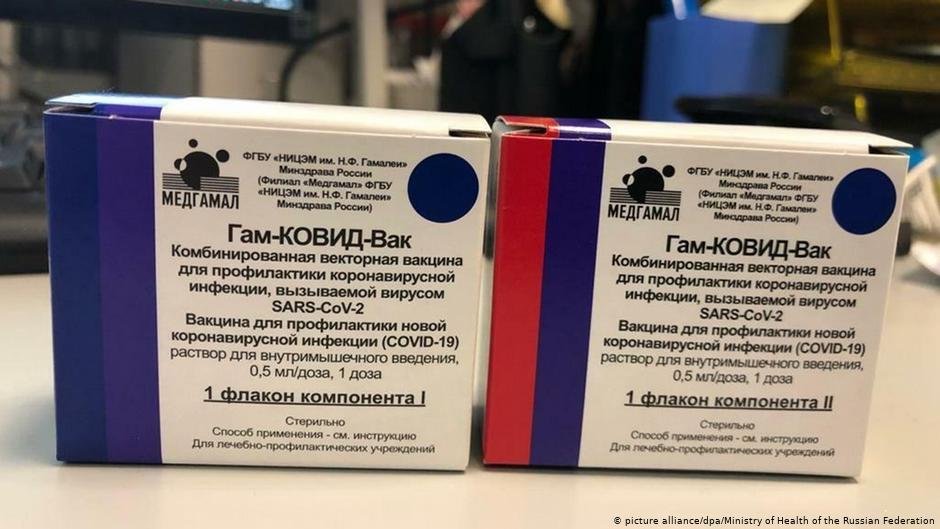 МЕДГАМАЛ
ФГБУ «НИЦЭМ им. Н.Ф. Гамалеи»
Минздрава России
(Филиал «Медгамал» ФГБУ
«НИЦЭМ им. Н.Ф. Гамалеи»
Минздрава России)
Гам-КОВИД-Вак
Комбинированная векторная вакцина
для профилактики коронавирусной
инфекции, вызываемой вирусом
SARS-CoV-2
Вакцина для профилактики новой
коронавирусной инфекции (COVID-19)
раствор для внутримышечного введения,
0,5 мл/доза, 1 доза
1 флакон компонента I
Стерильно
Способ применения - см. инструкцию
Для лечебно-профилактических учреждений
МЕДГАМАЛ
ФГБУ «НИЦЭМ им. Н.Ф. Гамалеи»
Минздрава России
(Филиал «Медгамал» ФГБУ
«НИЦЭМ им. Н.Ф. Гамалеи»
Минздрава России)
Гам-КОВИД-Вак
Комбинированная векторная вакцина
для профилактики коронавирусной
инфекции, вызываемой вирусом
SARS-CoV-2
Вакцина для профилактики новой
коронавирусной инфекции (COVID-19)
раствор для внутримышечного введения,
0,5 мл/доза, 1 доза
1 флакон компонента II
Стерильно
Способ применения - см. инструкцию
Для лечебно-профилактических учреждений
© picture alliance/dpa/Ministry of Health of the Russian Federation